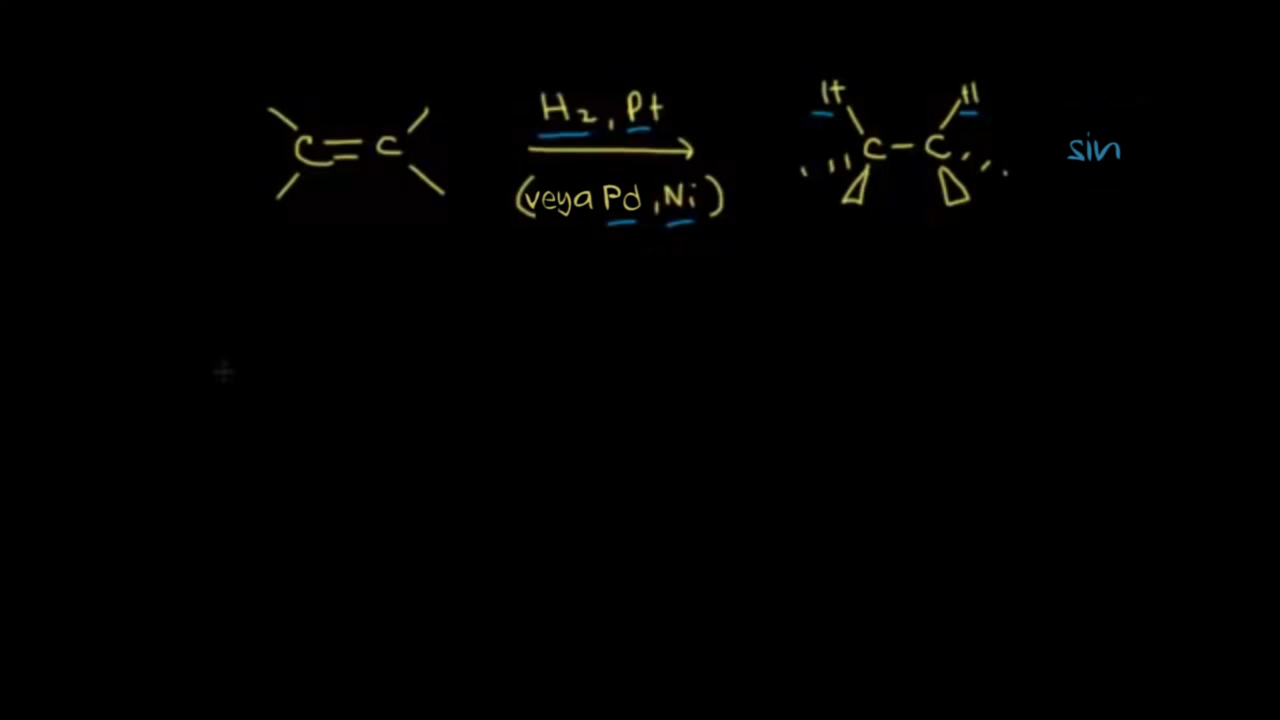 H₂, Pt
H H
C=C C-C sin
(veya Pd, Ni)